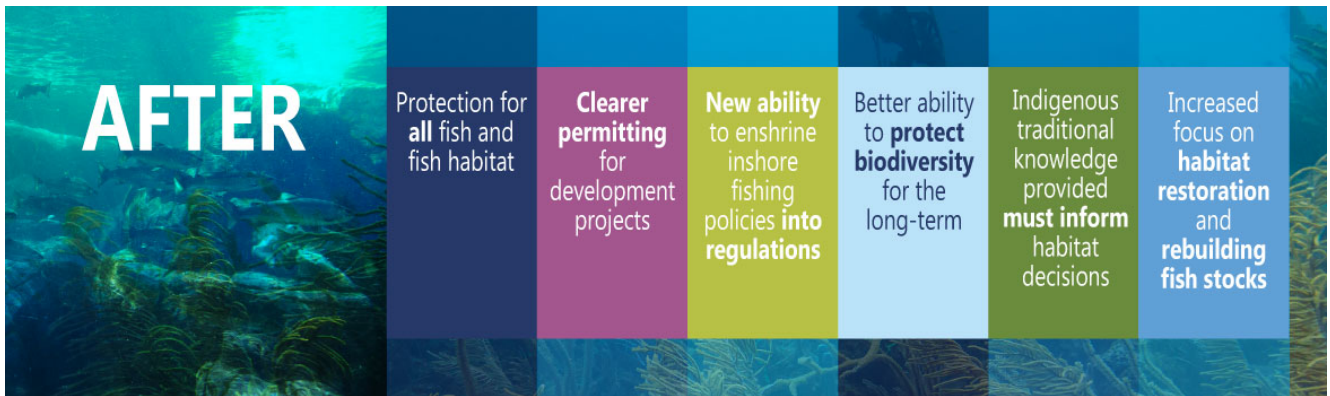 AFTER
Protection for
all fish and
fish habitat
Clearer
permitting
for
development
projects
New ability
to enshrine
inshore
fishing
policies into
regulations
Better ability
to protect
biodiversity
for the
long-term
Indigenous
traditional
knowledge
provided
must inform
habitat
decisions
Increased
focus on
habitat
restoration
and
rebuilding
fish stocks